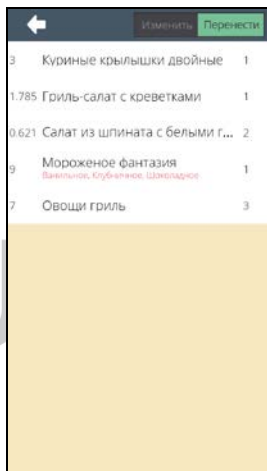 Изменить Перенести
3 Куриные крылышки двойные 1
1.785 Гриль-салат с креветками 1
0.621 Салат из шпината с белыми г... 2
9 Мороженое фантазия 1
Ванильное, Клубничное, Шоколадное
7 Овощи гриль 3